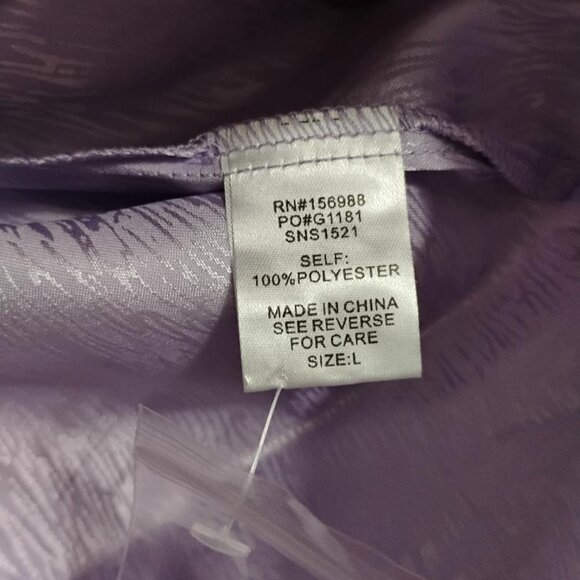 RN#156988
PO#G1181
SNS1521
SELF:
100%POLYESTER
MADE IN CHINA
SEE REVERSE
FOR CARE
SIZE:L